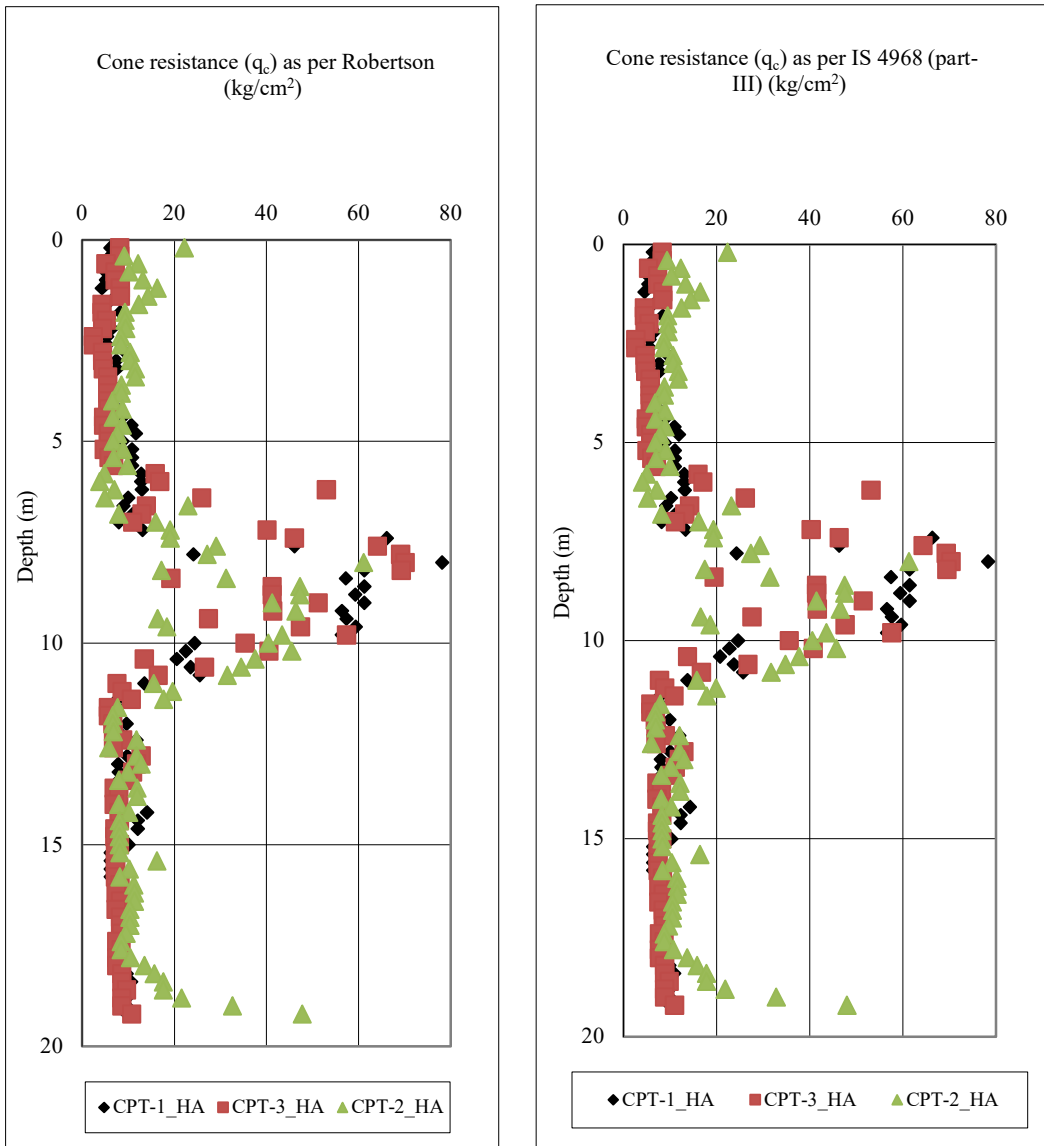 Cone resistance (qc) as per Robertson
(kg/cm²)
0 20 40 60 80
0
5
10
15
20
Depth (m)
CPT-1_HA CPT-3_HA CPT-2_HA
Cone resistance (qc) as per IS 4968 (part-
III) (kg/cm²)
0 20 40 60 80
0
5
10
15
20
Depth (m)
CPT-1_HA CPT-3_HA CPT-2_HA